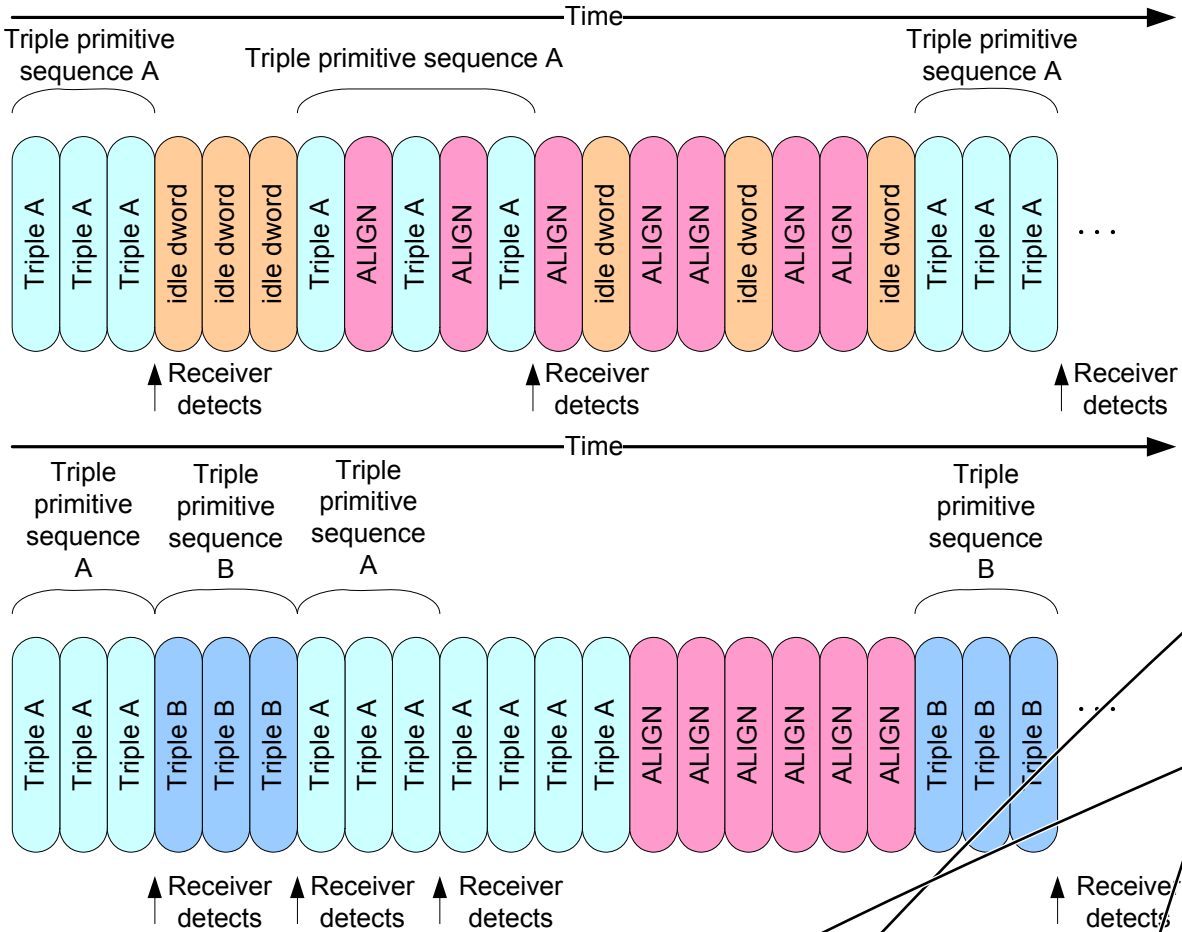 Time
Triple primitive
sequence A
Triple primitive sequence A
Triple primitive
sequence A
Triple A
Triple A
Triple A
idle dword
idle dword
idle dword
Triple A
ALIGN
Triple A
ALIGN
Triple A
ALIGN
idle dword
ALIGN
ALIGN
idle dword
ALIGN
ALIGN
idle dword
Triple A
Triple A
Triple A
. . .
Receiver
detects
Receiver
detects
Receiver
detects
Time
Triple
primitive
sequence
A
Triple
primitive
sequence
B
Triple
primitive
sequence
A
Triple
primitive
sequence
B
Triple A
Triple A
Triple A
Triple B
Triple B
Triple B
Triple A
Triple A
Triple A
Triple A
Triple A
Triple A
Triple A
ALIGN
ALIGN
ALIGN
ALIGN
ALIGN
ALIGN
Triple B
Triple B
Triple B
. . .
Receiver
detects
Receiver
detects
Receiver
detects
Receiver
detects